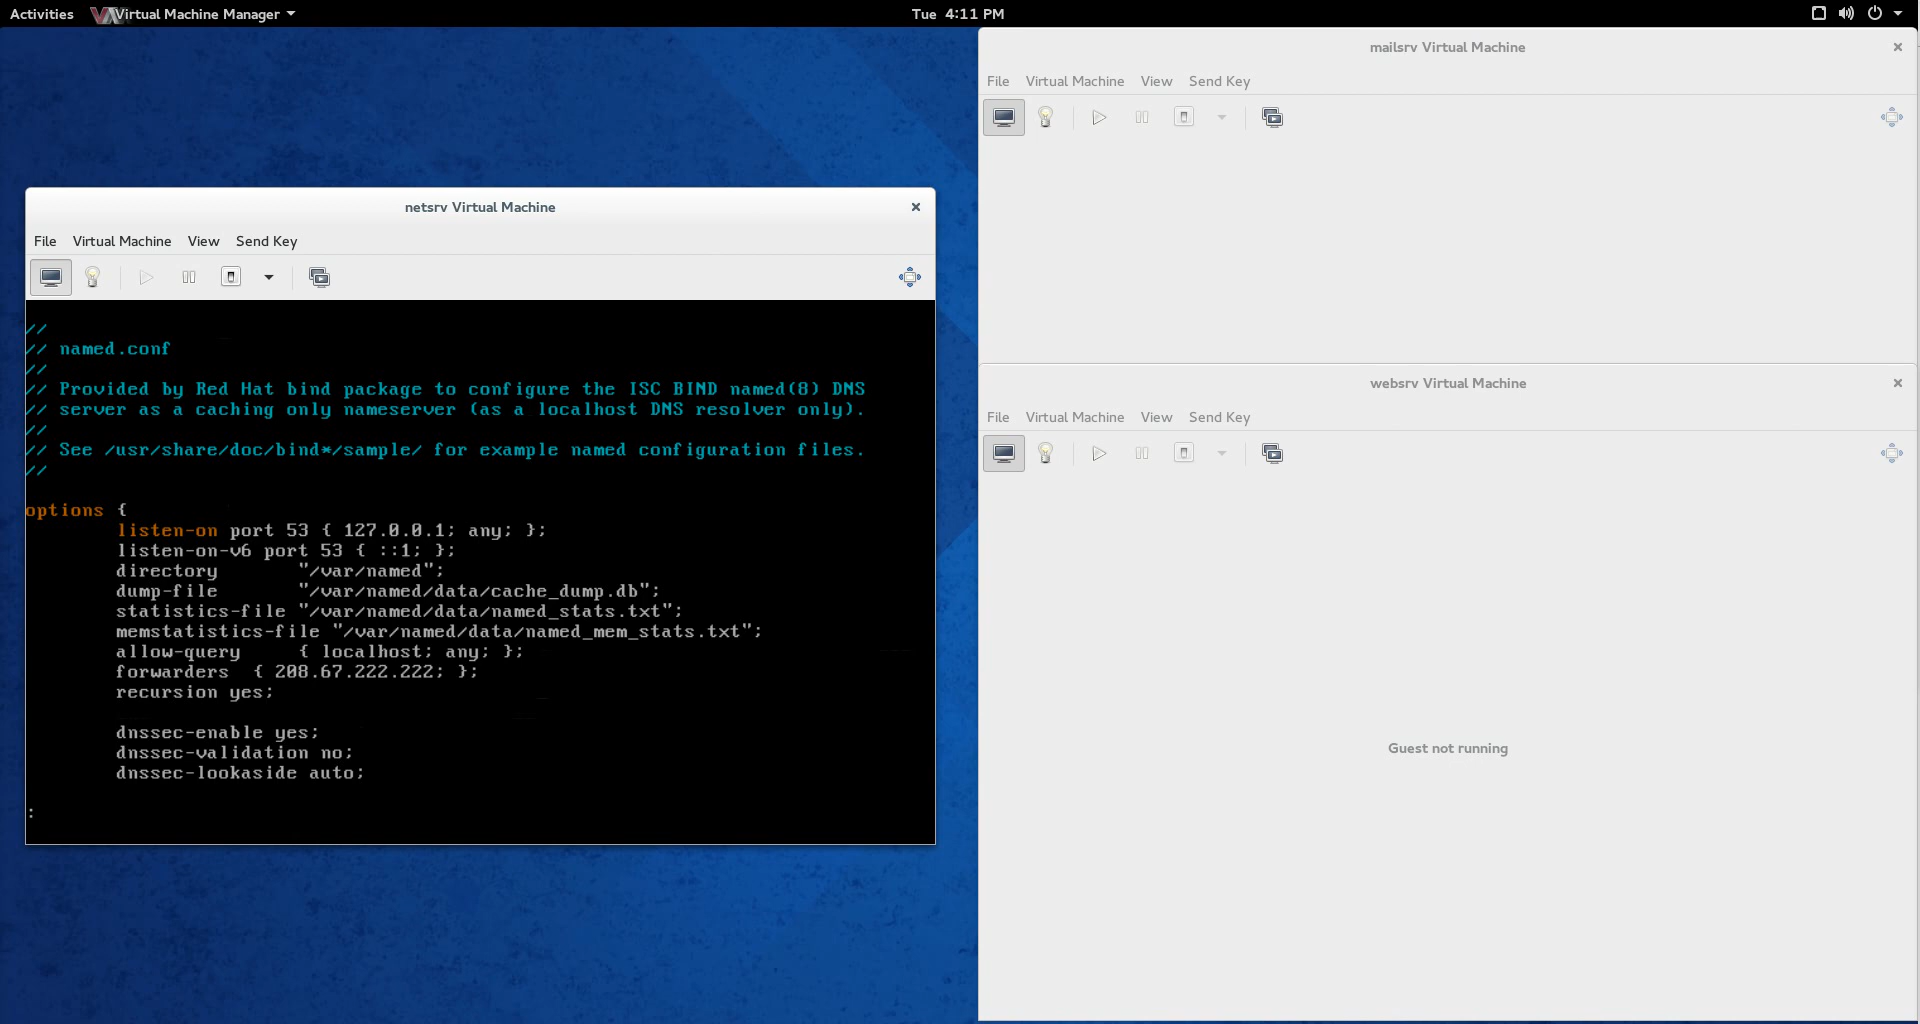 Activities Virtual Machine Manager Tue 4:11 PM
netsrv Virtual Machine
File Virtual Machine View Send Key
//
// named.conf
//
// Provided by Red Hat bind package to configure the ISC BIND named(8) DNS
// server as a caching only nameserver (as a localhost DNS resolver only).
//
// See /usr/share/doc/bind*/sample/ for example named configuration files.
//
options {
listen-on port 53 { 127.0.0.1; any; };
listen-on-v6 port 53 { ::1; };
directory "/var/named";
dump-file "/var/named/data/cache_dump.db";
statistics-file "/var/named/data/named_stats.txt";
memstatistics-file "/var/named/data/named_mem_stats.txt";
allow-query { localhost; any; };
forwarders { 208.67.222.222; };
recursion yes;
dnssec-enable yes;
dnssec-validation no;
dnssec-lookaside auto;
:
mailsrv Virtual Machine
File Virtual Machine View Send Key
websrv Virtual Machine
File Virtual Machine View Send Key
Guest not running